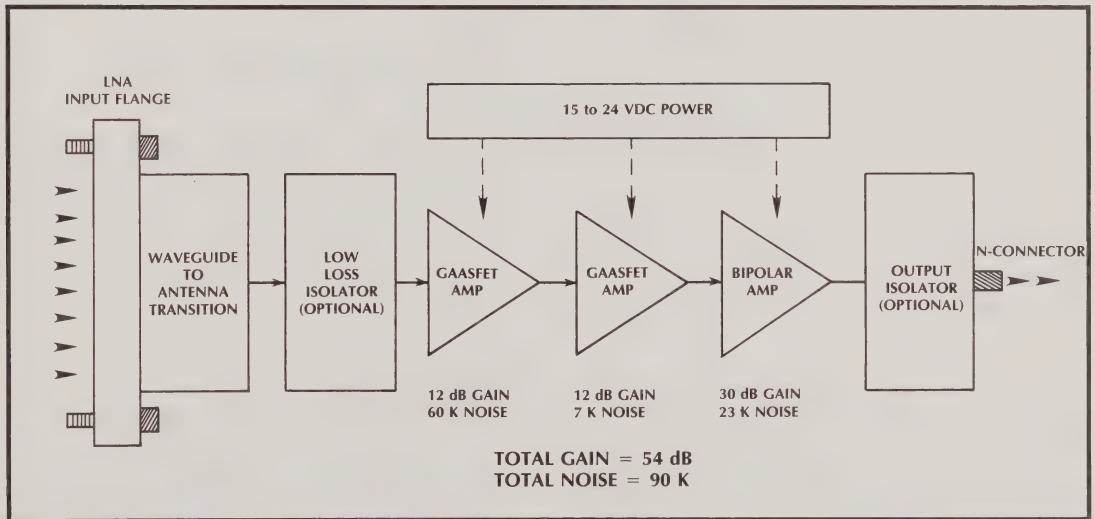 LNA
INPUT FLANGE
15 to 24 VDC POWER
WAVEGUIDE
TO
ANTENNA
TRANSITION
LOW
LOSS
ISOLATOR
(OPTIONAL)
GAASFET
AMP
GAASFET
AMP
BIPOLAR
AMP
OUTPUT
ISOLATOR
(OPTIONAL)
N-CONNECTOR
12 dB GAIN
60 K NOISE
12 dB GAIN
7 K NOISE
30 dB GAIN
23 K NOISE
TOTAL GAIN = 54 dB
TOTAL NOISE = 90 K